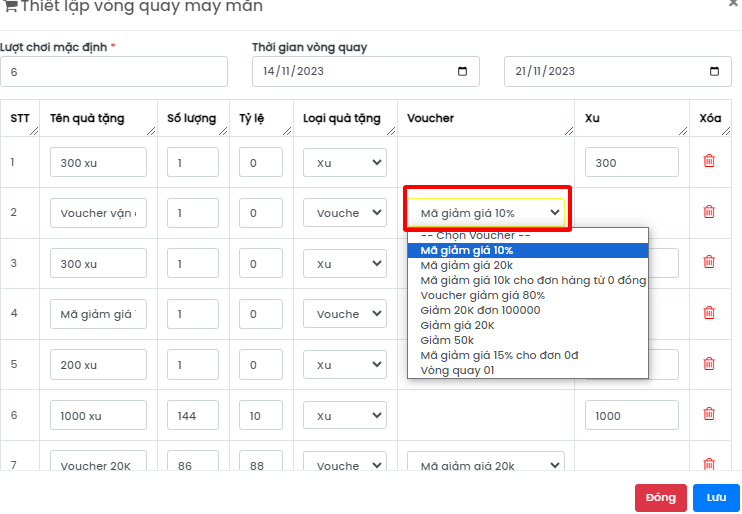 Thiết lập vòng quay may mắn
Lượt chơi mặc định *
Thời gian vòng quay
6
14/11/2023
21/11/2023
STT Tên quà tặng Số lượng Tỷ lệ Loại quà tặng Voucher Xu Xóa
1 300 xu 1 0 Xu 300
2 Voucher vận 1 0 Vouche Mã giảm giá 10%
-- Chọn Voucher --
Mã giảm giá 10%
Mã giảm giá 20k
Mã giảm giá 10k cho đơn hàng từ 0 đồng
Voucher giảm giá 80%
Giảm 20K đơn 100000
Giảm giá 20K
Giảm 50k
Mã giảm giá 15% cho đơn 0đ
Vòng quay 01
3 300 xu 1 0 Xu
4 Mã giảm giá 1 0 Vouche
5 200 xu 1 0 Xu
6 1000 xu 144 10 Xu 1000
7 Voucher 20K 86 88 Vouche Mã giảm giá 20k
Đóng Lưu